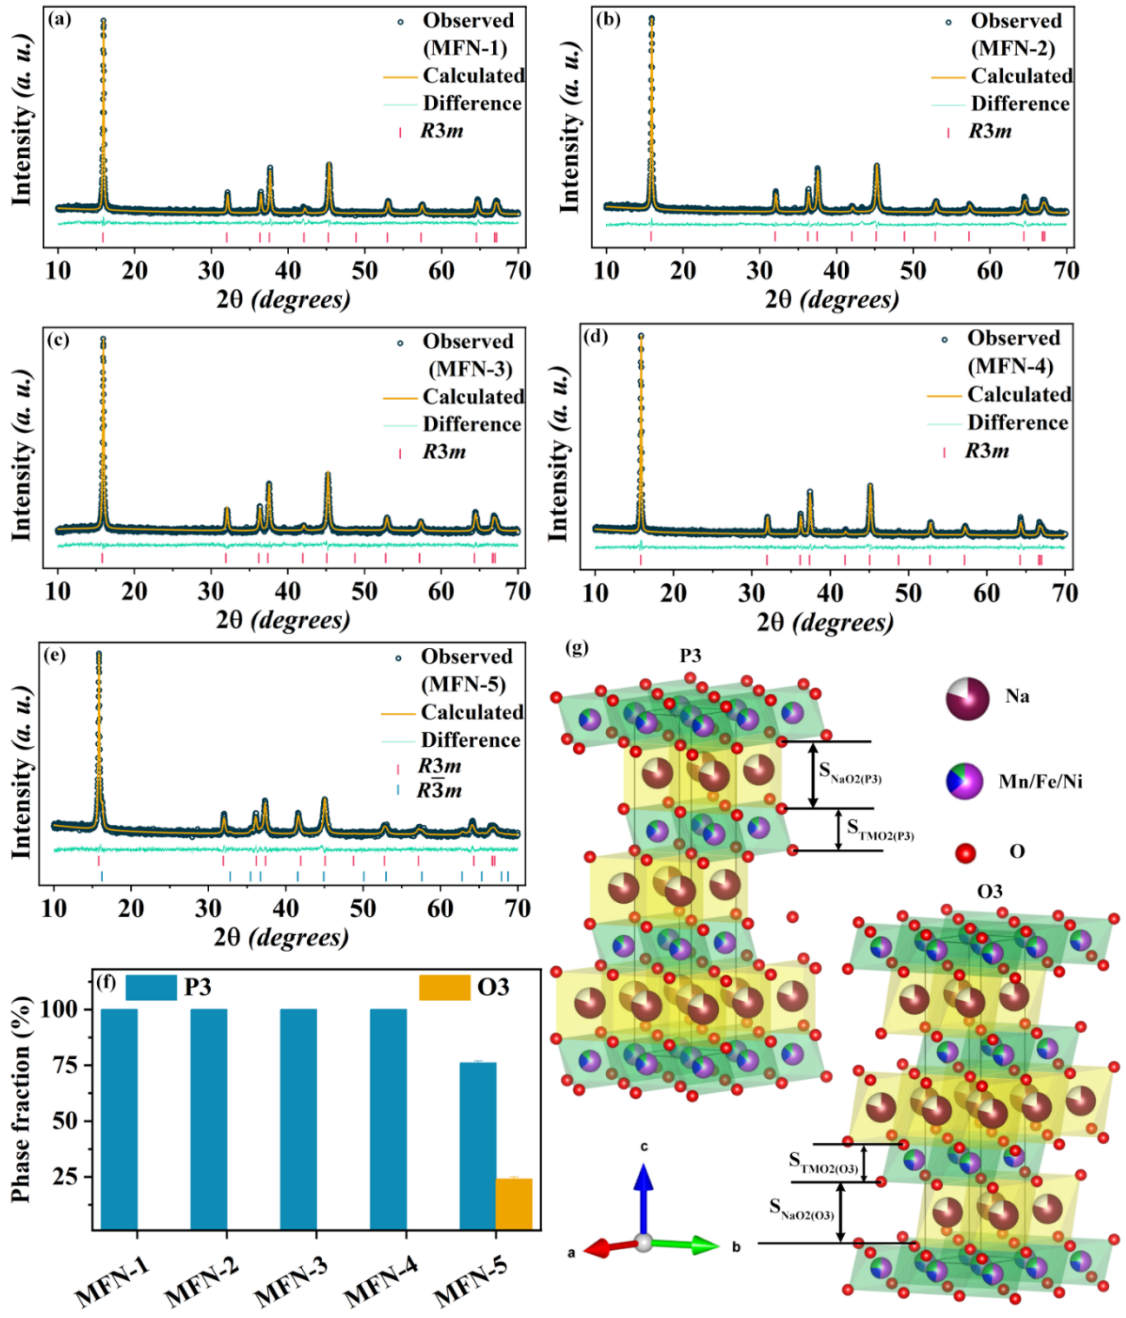 (a)
Observed
(MFN-1)
Calculated
Difference
R3m
Intensity (a. u.)
10 20 30 40 50 60 70
2θ (degrees)
(b)
Observed
(MFN-2)
Calculated
Difference
R3m
Intensity (a. u.)
10 20 30 40 50 60 70
2θ (degrees)
(c)
Observed
(MFN-3)
Calculated
Difference
R3m
Intensity (a. u.)
10 20 30 40 50 60 70
2θ (degrees)
(d)
Observed
(MFN-4)
Calculated
Difference
R3m
Intensity (a. u.)
10 20 30 40 50 60 70
2θ (degrees)
(e)
Observed
(MFN-5)
Calculated
Difference
R3m
R3̅m
Intensity (a. u.)
10 20 30 40 50 60 70
2θ (degrees)
(f)
P3 O3
Phase fraction (%)
100
75
50
25
MFN-1 MFN-2 MFN-3 MFN-4 MFN-5
(g)
P3
Na
Mn/Fe/Ni
O
SNaO2(P3)
STMO2(P3)
O3
STMO2(O3)
SNaO2(O3)
c
a
b